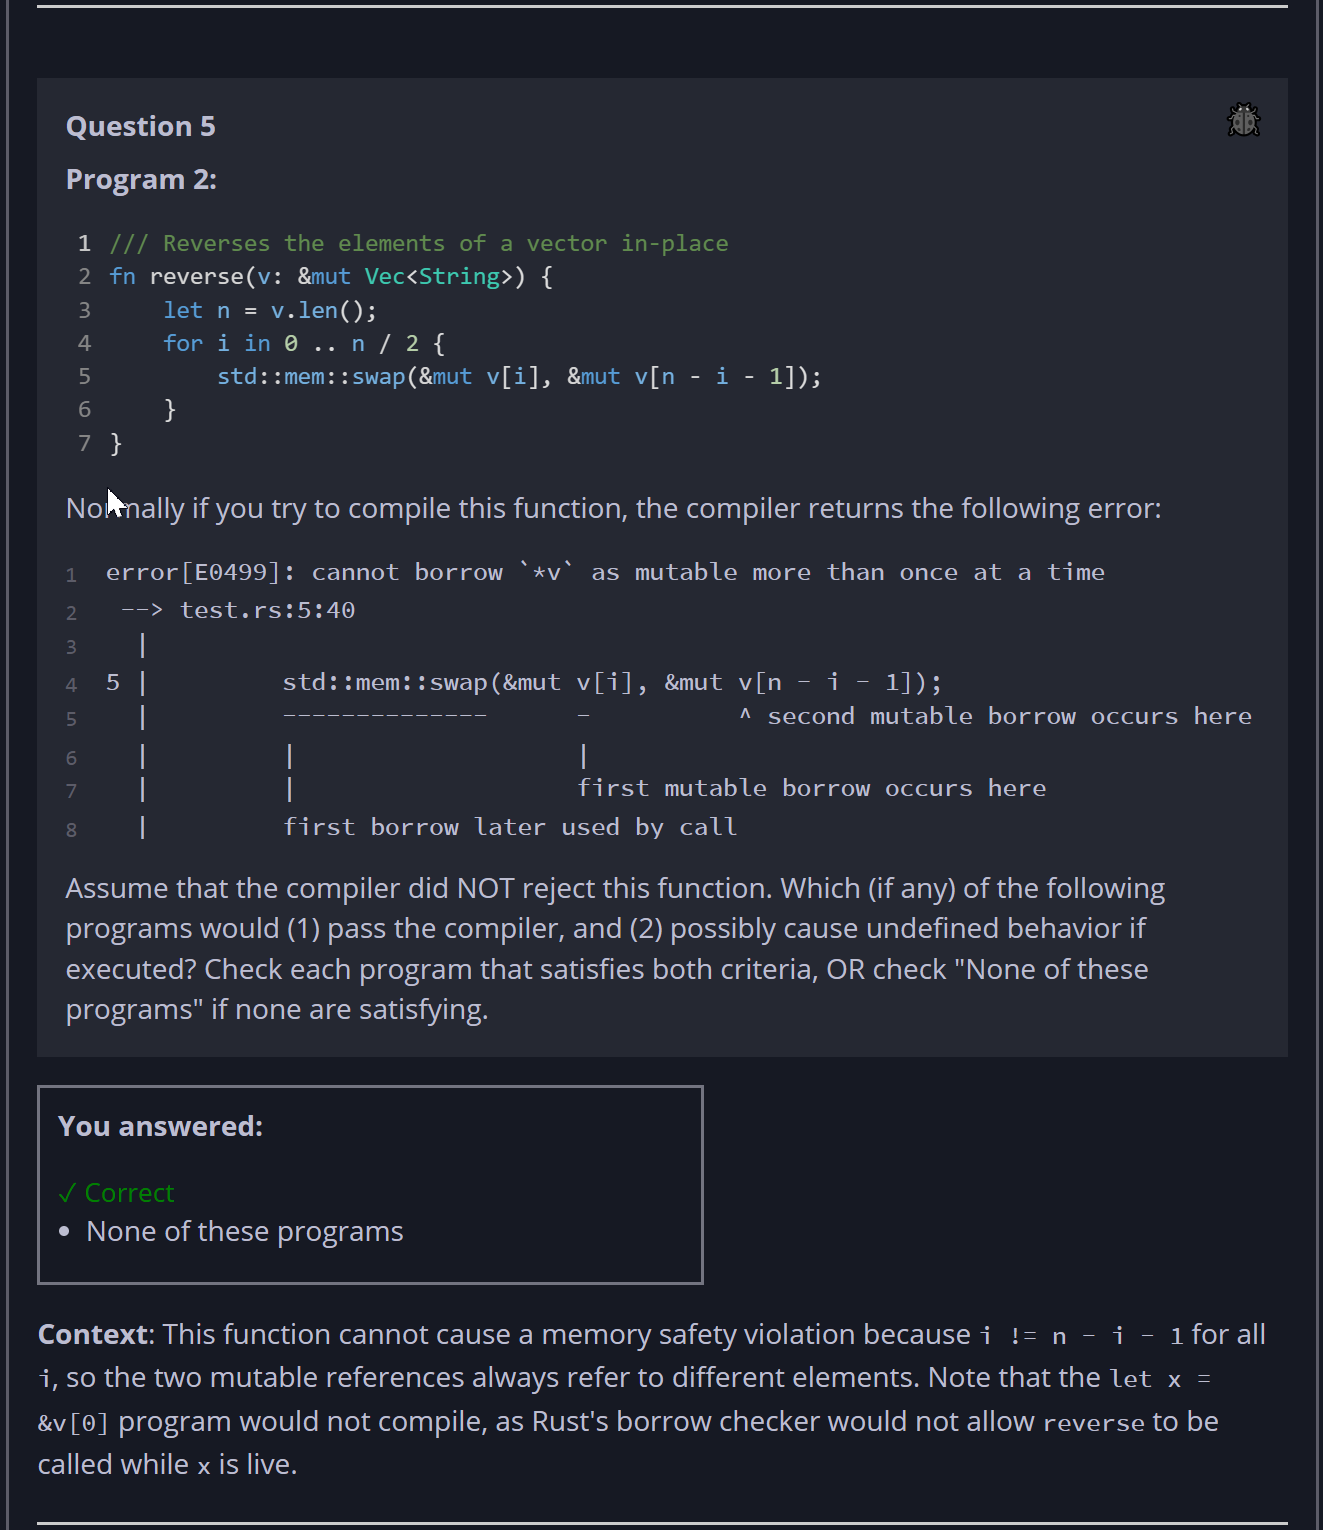 Question 5
Program 2:
1 /// Reverses the elements of a vector in-place
2 fn reverse(v: &mut Vec<String>) {
3     let n = v.len();
4     for i in 0 .. n / 2 {
5         std::mem::swap(&mut v[i], &mut v[n - i - 1]);
6     }
7 }
Normally if you try to compile this function, the compiler returns the following error:
1 error[E0499]: cannot borrow `*v` as mutable more than once at a time
2  --> test.rs:5:40
3   |
4 5 |         std::mem::swap(&mut v[i], &mut v[n - i - 1]);
5   |         --------------      -          ^ second mutable borrow occurs here
6   |         |                   |
7   |         |                   first mutable borrow occurs here
8   |         first borrow later used by call
Assume that the compiler did NOT reject this function. Which (if any) of the following
programs would (1) pass the compiler, and (2) possibly cause undefined behavior if
executed? Check each program that satisfies both criteria, OR check "None of these
programs" if none are satisfying.
You answered:
✓ Correct
• None of these programs
Context: This function cannot cause a memory safety violation because i != n - i - 1 for all
i, so the two mutable references always refer to different elements. Note that the let x =
&v[0] program would not compile, as Rust's borrow checker would not allow reverse to be
called while x is live.